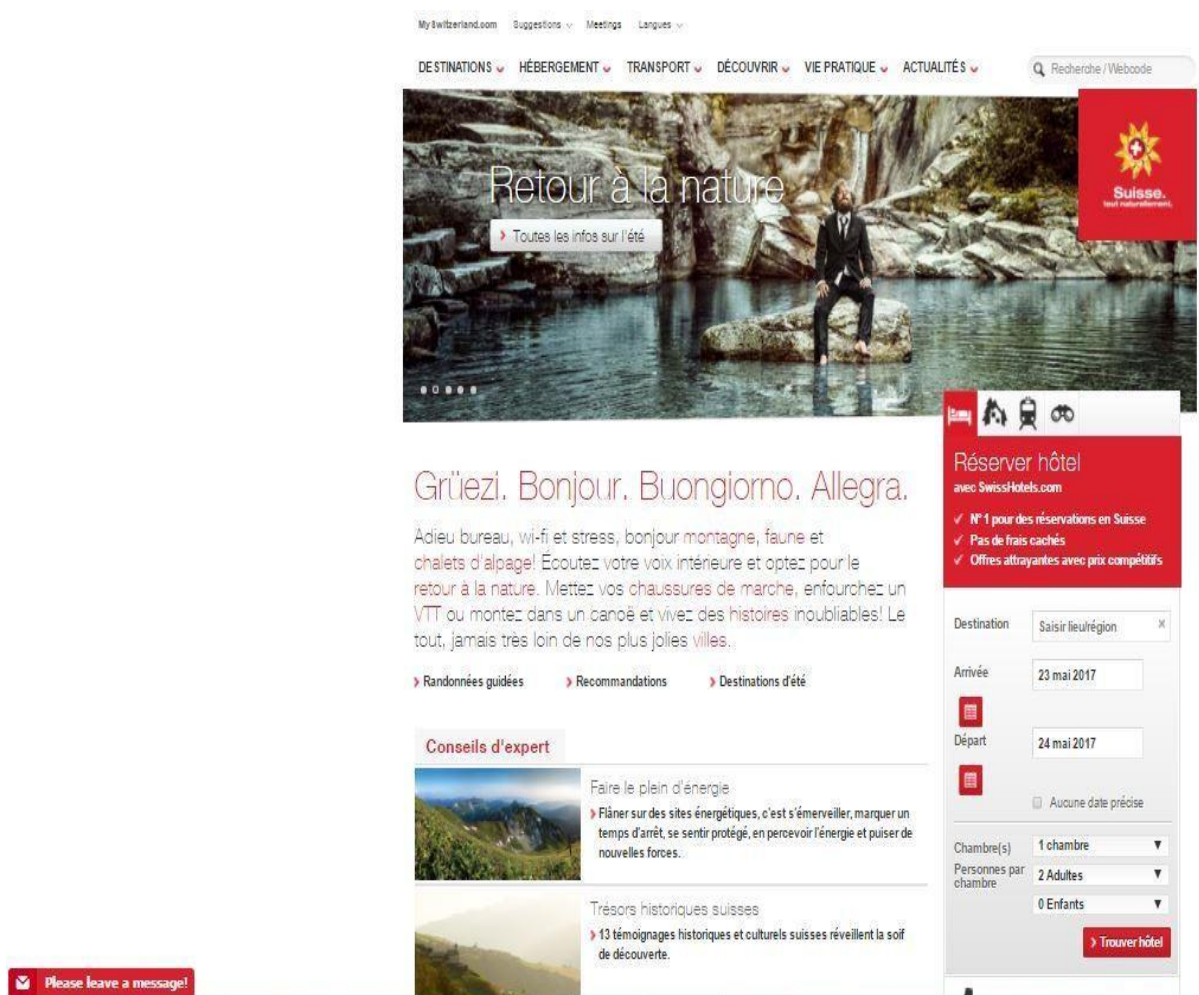 MySwitzerland.com Suggestions Meetings Langues
DESTINATIONS HÉBERGEMENT TRANSPORT DÉCOUVRIR VIE PRATIQUE ACTUALITÉS
Recherche / Webcode
Retour à la nature
Toutes les infos sur l'été
Suisse.
tout naturellement.
Réserver hôtel
avec SwissHotels.com
N° 1 pour des réservations en Suisse
Pas de frais cachés
Offres attrayantes avec prix compétitifs
Grüezi. Bonjour. Buongiorno. Allegra.
Adieu bureau, wi-fi et stress, bonjour montagne, faune et
chalets d'alpage! Écoutez votre voix intérieure et optez pour le
retour à la nature. Mettez vos chaussures de marche, enfourchez un
VTT ou montez dans un canoë et vivez des histoires inoubliables! Le
tout, jamais très loin de nos plus jolies villes.
Randonnées guidées Recommandations Destinations d'été
Destination Saisir lieu/région
Arrivée 23 mai 2017
Départ 24 mai 2017
Aucune date précise
Chambre(s) 1 chambre
Personnes par
chambre 2 Adultes
0 Enfants
Trouver hôtel
Conseils d'expert
Faire le plein d'énergie
Flâner sur des sites énergétiques, c'est s'émerveiller, marquer un
temps d'arrêt, se sentir protégé, en percevoir l'énergie et puiser de
nouvelles forces.
Trésors historiques suisses
13 témoignages historiques et culturels suisses réveillent la soif
de découverte.
Please leave a message!